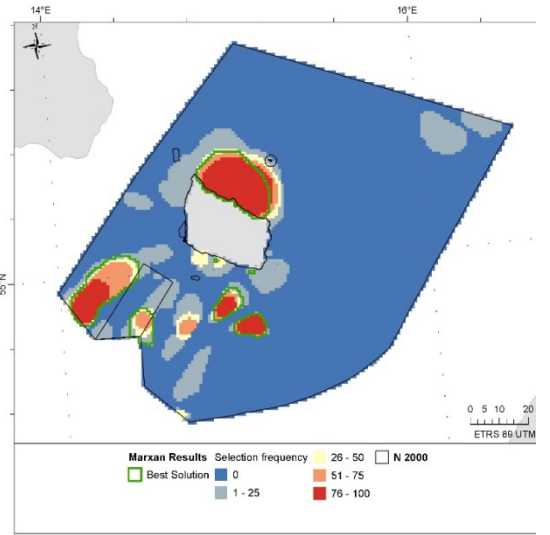 14°E
16°E
55°N
0 5 10 20
ETRS 89 UTM
Marxan Results Selection frequency 26 - 50 N 2000
Best Solution 0 51 - 75
1 - 25 76 - 100